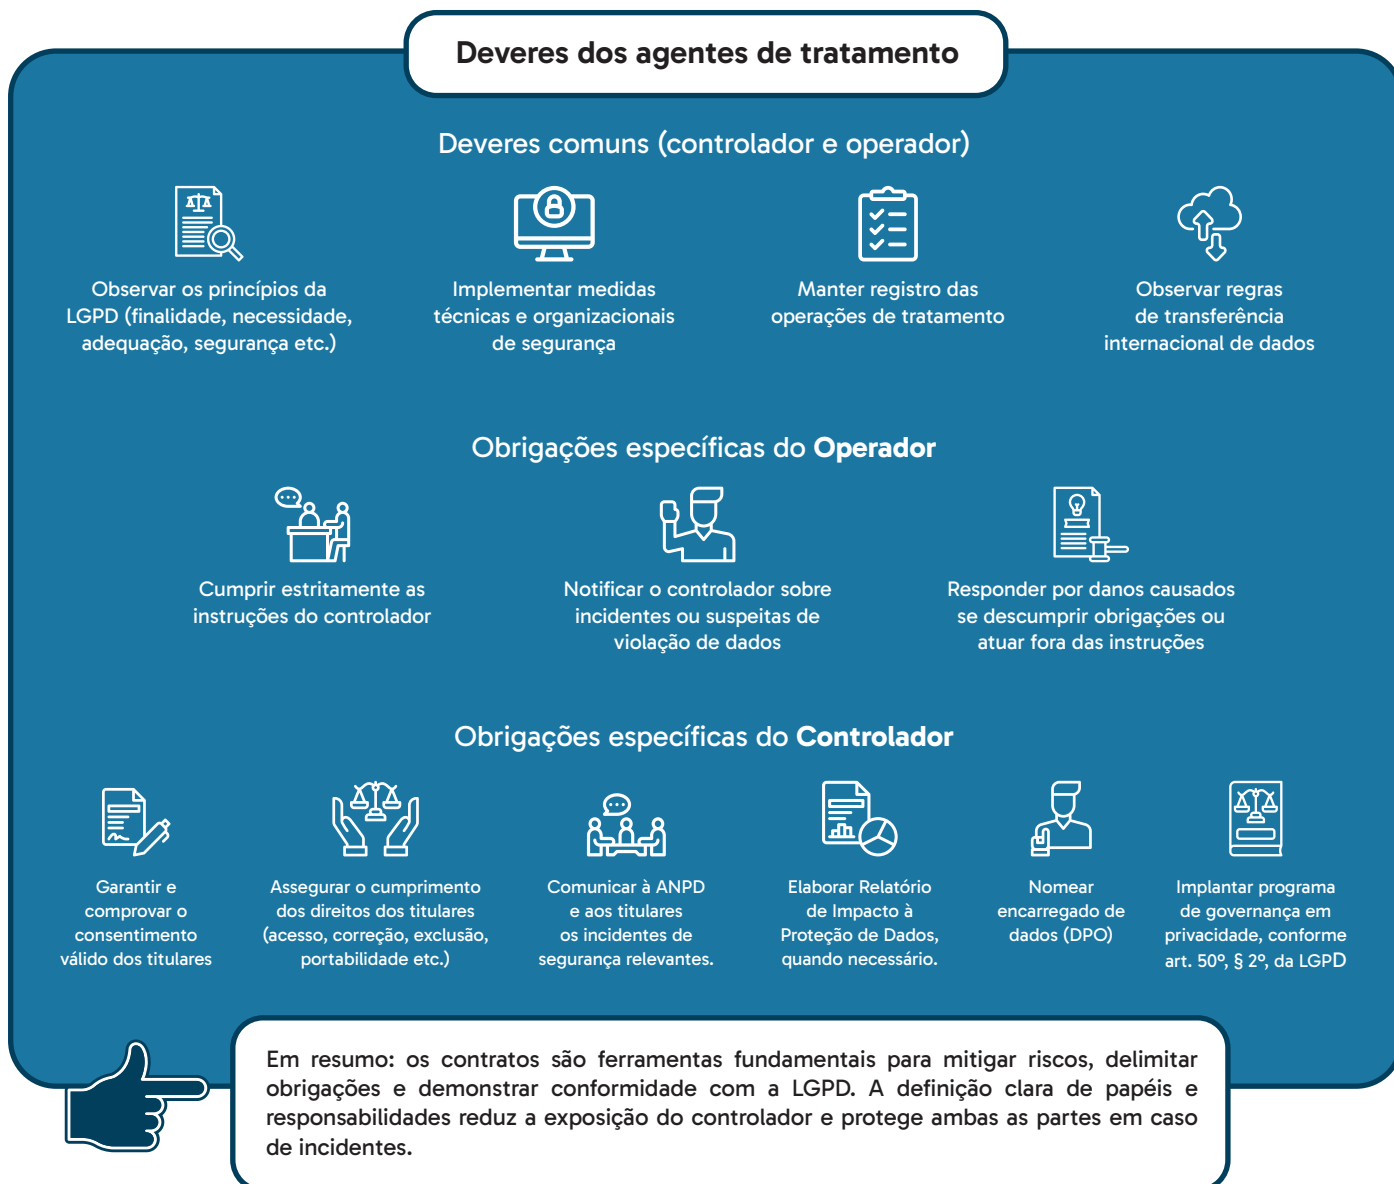 Deveres dos agentes de tratamento
Deveres comuns (controlador e operador)
Observar os princípios da
LGPD (finalidade, necessidade,
adequação, segurança etc.)
Implementar medidas
técnicas e organizacionais
de segurança
Manter registro das
operações de tratamento
Observar regras
de transferência
internacional de dados
Obrigações específicas do Operador
Cumprir estritamente as
instruções do controlador
Notificar o controlador sobre
incidentes ou suspeitas de
violação de dados
Responder por danos causados
se descumprir obrigações ou
atuar fora das instruções
Obrigações específicas do Controlador
Garantir e
comprovar o
consentimento
válido dos titulares
Assegurar o cumprimento
dos direitos dos titulares
(acesso, correção, exclusão,
portabilidade etc.)
Comunicar à ANPD
e aos titulares
os incidentes de
segurança relevantes.
Elaborar Relatório
de Impacto à
Proteção de Dados,
quando necessário.
Nomear
encarregado de
dados (DPO)
Implantar programa
de governança em
privacidade, conforme
art. 50º, § 2º, da LGPD
Em resumo: os contratos são ferramentas fundamentais para mitigar riscos, delimitar
obrigações e demonstrar conformidade com a LGPD. A definição clara de papéis e
responsabilidades reduz a exposição do controlador e protege ambas as partes em caso
de incidentes.